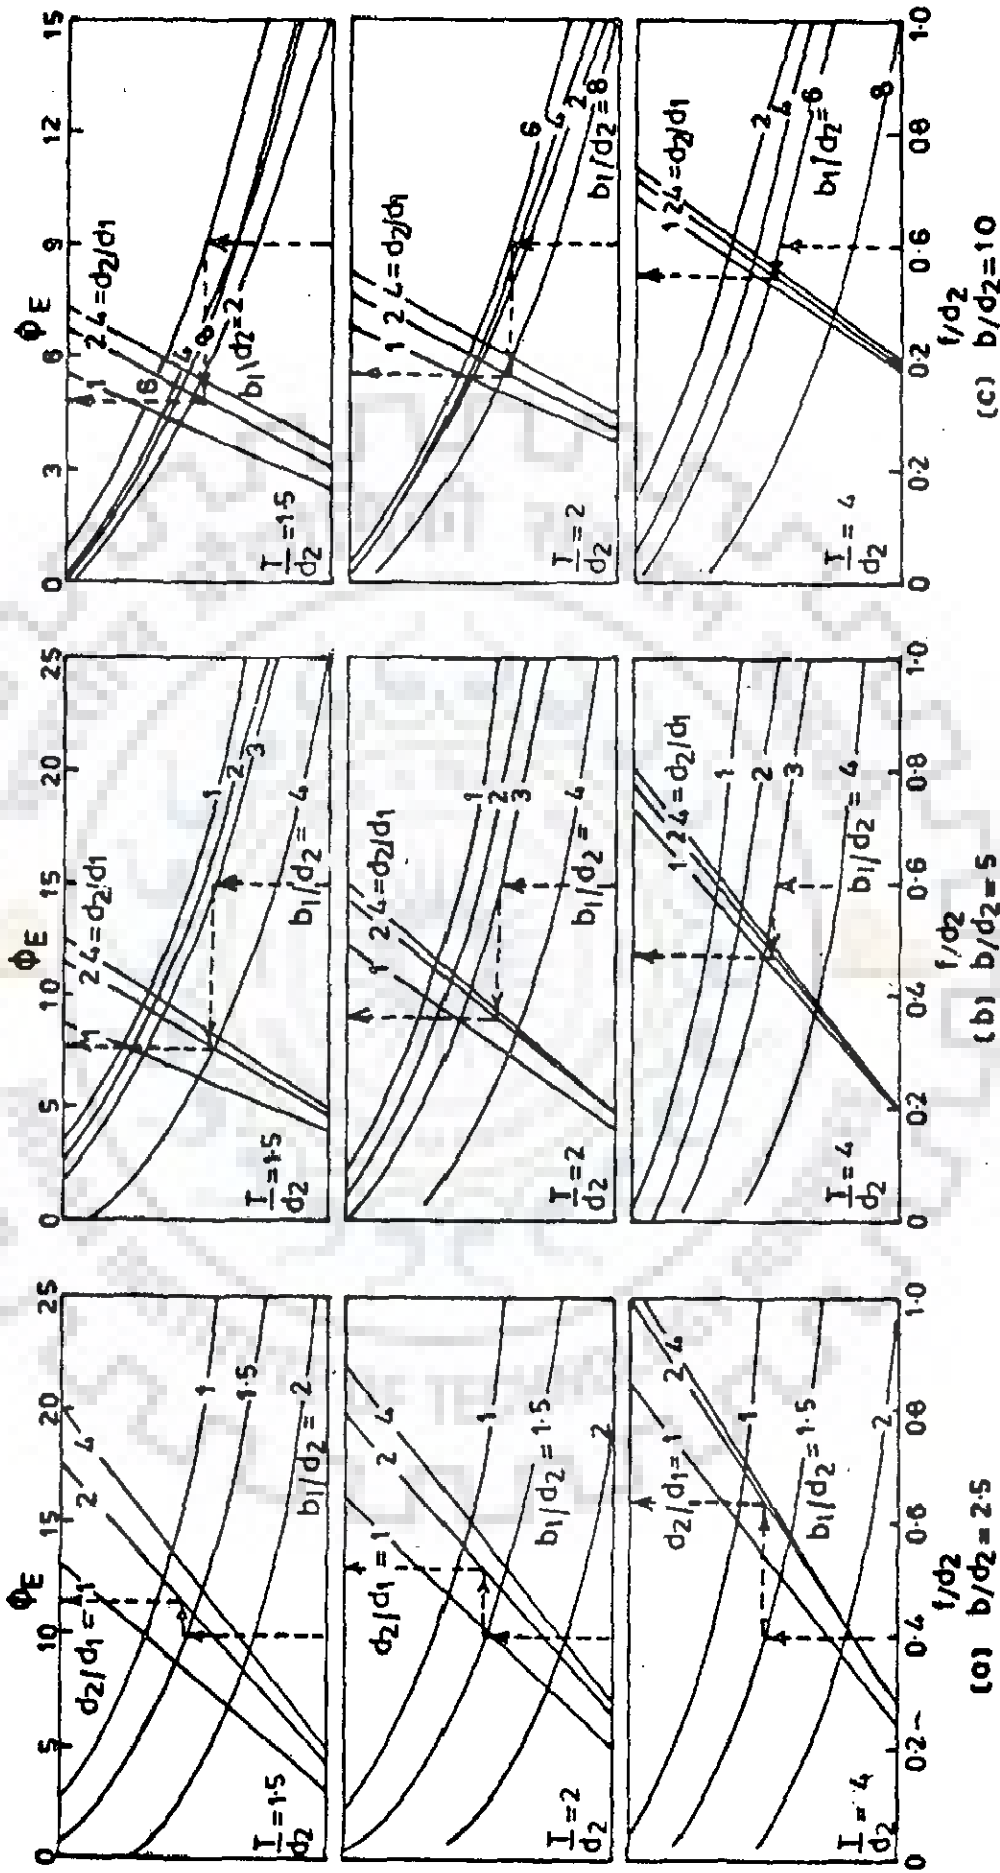 ΦE
0 5 10 15 20 25
d2/d1 = 1
2
4
1
1.5
b1/d2 = 2
T/d2 = 1.5
d2/d1 = 1
2
4
1
b1/d2 = 1.5
2
T/d2 = 2
d2/d1 = 1
2 4
1
b1/d2 = 1.5
2
T/d2 = 4
0 0.2 0.4 0.6 0.8 1.0
f/d2
(a) b/d2 = 2.5
ΦE
0 5 10 15 20 25
1
2 4 = d2/d1
1
2
3
b1/d2 = 4
T/d2 = 1.5
1
2 4 = d2/d1
1
2
3
b1/d2 = 4
T/d2 = 2
1 2 4 = d2/d1
1
2
3
b1/d2 = 4
T/d2 = 4
0 0.2 0.4 0.6 0.8 1.0
f/d2
(b) b/d2 = 5
ΦE
0 3 6 9 12 15
1
2 4 = d2/d1
4
8
b1/d2 = 2
T/d2 = 1.5
1
2
4 = d2/d1
6
4
2
b1/d2 = 8
T/d2 = 2
1 2 4 = d2/d1
2
4
b1/d2 = 6
8
T/d2 = 4
0 0.2 0.2 0.6 0.8 1.0
f/d2
(c) b/d2 = 10